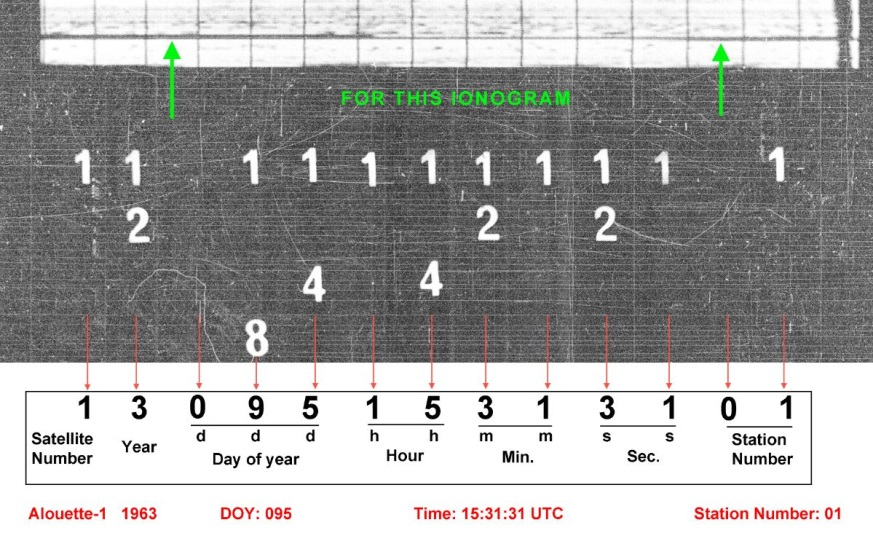 FOR THIS IONOGRAM
1 1 1 1 1 1 1 1 1 1 1
2 2 2
4 4
8
1 3 0 9 5 1 5 3 1 3 1 0 1
d d d h h m m s s
Satellite Number Year Day of year Hour Min. Sec. Station Number
Alouette-1 1963 DOY: 095 Time: 15:31:31 UTC Station Number: 01